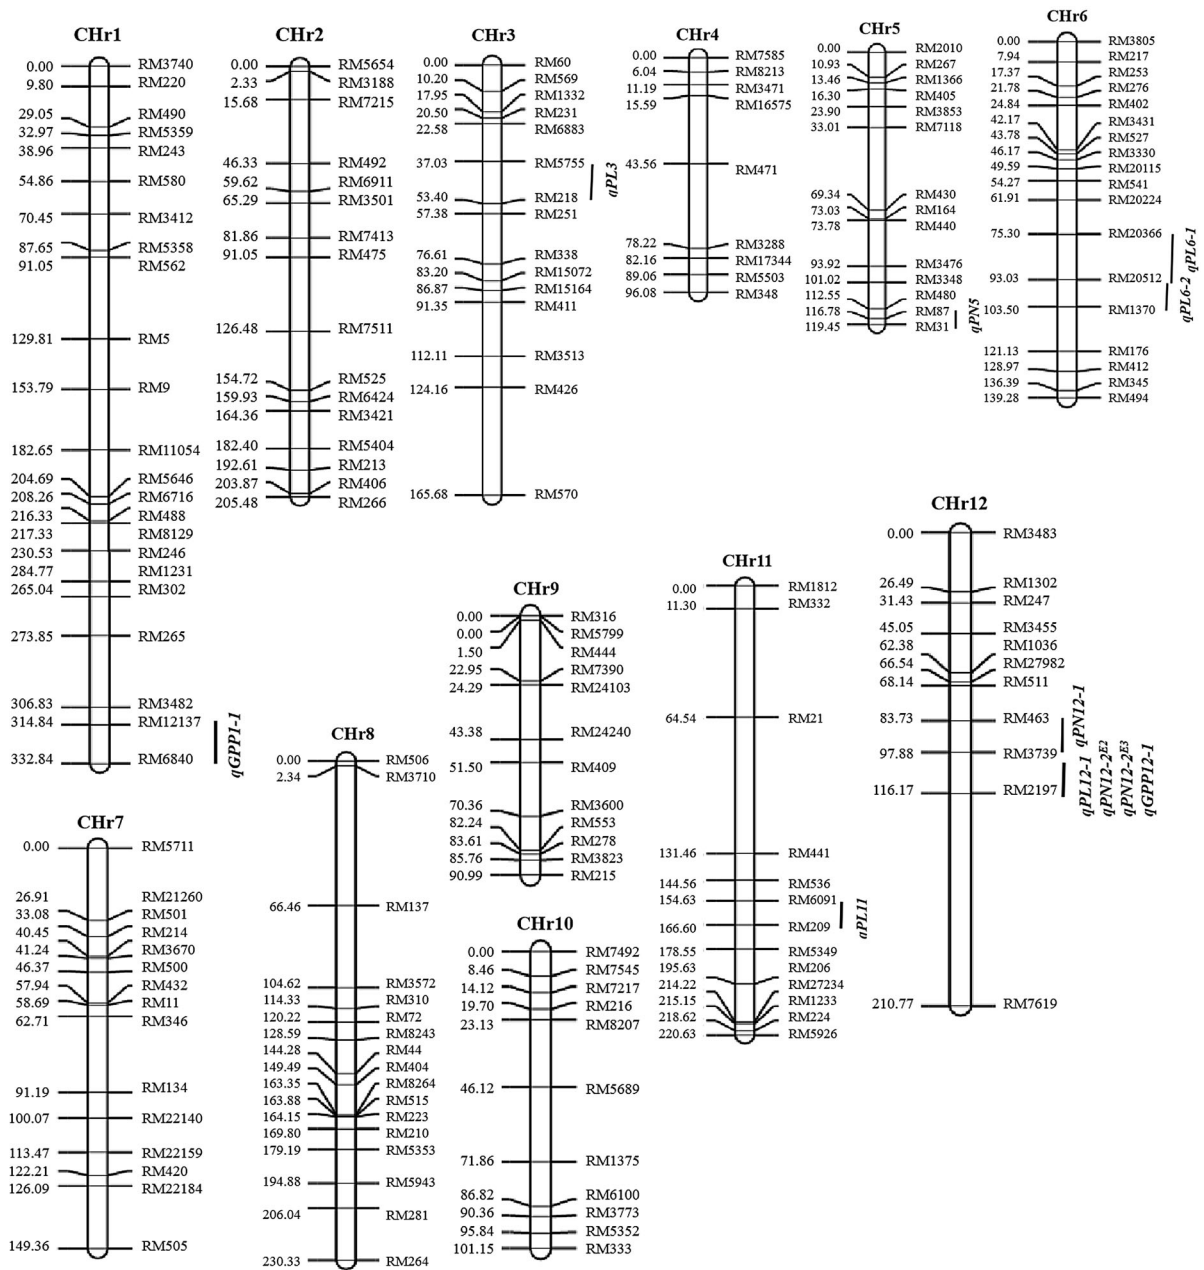 CHr1
0.00 RM3740
9.80 RM220
29.05 RM490
32.97 RM5359
38.96 RM243
54.86 RM580
70.45 RM3412
87.65 RM5358
91.05 RM562
129.81 RM5
153.79 RM9
182.65 RM11054
204.69 RM5646
208.26 RM6716
216.33 RM488
217.33 RM8129
230.53 RM246
284.77 RM1231
265.04 RM302
273.85 RM265
306.83 RM3482
314.84 RM12137
332.84 RM6840
qGPP1-1
CHr2
0.00 RM5654
2.33 RM3188
15.68 RM7215
46.33 RM492
59.62 RM6911
65.29 RM3501
81.86 RM7413
91.05 RM475
126.48 RM7511
154.72 RM525
159.93 RM6424
164.36 RM3421
182.40 RM5404
192.61 RM213
203.87 RM406
205.48 RM266
CHr3
0.00 RM60
10.20 RM569
17.95 RM1332
20.50 RM231
22.58 RM6883
37.03 RM5755
53.40 RM218
57.38 RM251
76.61 RM338
83.20 RM15072
86.87 RM15164
91.35 RM411
112.11 RM3513
124.16 RM426
165.68 RM570
qPL3
CHr4
0.00 RM7585
6.04 RM8213
11.19 RM3471
15.59 RM16575
43.56 RM471
78.22 RM3288
82.16 RM17344
89.06 RM5503
96.08 RM348
CHr5
0.00 RM2010
10.93 RM267
13.46 RM1366
16.30 RM405
23.90 RM3853
33.01 RM7118
69.34 RM430
73.03 RM164
73.78 RM440
93.92 RM3476
101.02 RM3348
112.55 RM480
116.78 RM87
119.45 RM31
qPN5
CHr6
0.00 RM3805
7.94 RM217
17.37 RM253
21.78 RM276
24.84 RM402
42.17 RM3431
43.78 RM527
46.17 RM3330
49.59 RM20115
54.27 RM541
61.91 RM20224
75.30 RM20366
93.03 RM20512
103.50 RM1370
121.13 RM176
128.97 RM412
136.39 RM345
139.28 RM494
qPL6-2
qPL6-1
CHr7
0.00 RM5711
26.91 RM21260
33.08 RM501
40.45 RM214
41.24 RM3670
46.37 RM500
57.94 RM432
58.69 RM11
62.71 RM346
91.19 RM134
100.07 RM22140
113.47 RM22159
122.21 RM420
126.09 RM22184
149.36 RM505
CHr8
0.00 RM506
2.34 RM3710
66.46 RM137
104.62 RM3572
114.33 RM310
120.22 RM72
128.59 RM8243
144.28 RM44
149.49 RM404
163.35 RM8264
163.88 RM515
164.15 RM223
169.80 RM210
179.19 RM5353
194.88 RM5943
206.04 RM281
230.33 RM264
CHr9
0.00 RM316
0.00 RM5799
1.50 RM444
22.95 RM7390
24.29 RM24103
43.38 RM24240
51.50 RM409
70.36 RM3600
82.24 RM553
83.61 RM278
85.76 RM3823
90.99 RM215
CHr10
0.00 RM7492
8.46 RM7545
14.12 RM7217
19.70 RM216
23.13 RM8207
46.12 RM5689
71.86 RM1375
86.82 RM6100
90.36 RM3773
95.84 RM5352
101.15 RM333
CHr11
0.00 RM1812
11.30 RM332
64.54 RM21
131.46 RM441
144.56 RM536
154.63 RM6091
166.60 RM209
178.55 RM5349
195.63 RM206
214.22 RM27234
215.15 RM1233
218.62 RM224
220.63 RM5926
qPL11
CHr12
0.00 RM3483
26.49 RM1302
31.43 RM247
45.05 RM3455
62.38 RM1036
66.54 RM27982
68.14 RM511
83.73 RM463
97.88 RM3739
116.17 RM2197
210.77 RM7619
qPN12-1
qPL12-1
qPN12-2E2
qPN12-2E3
qGPP12-1